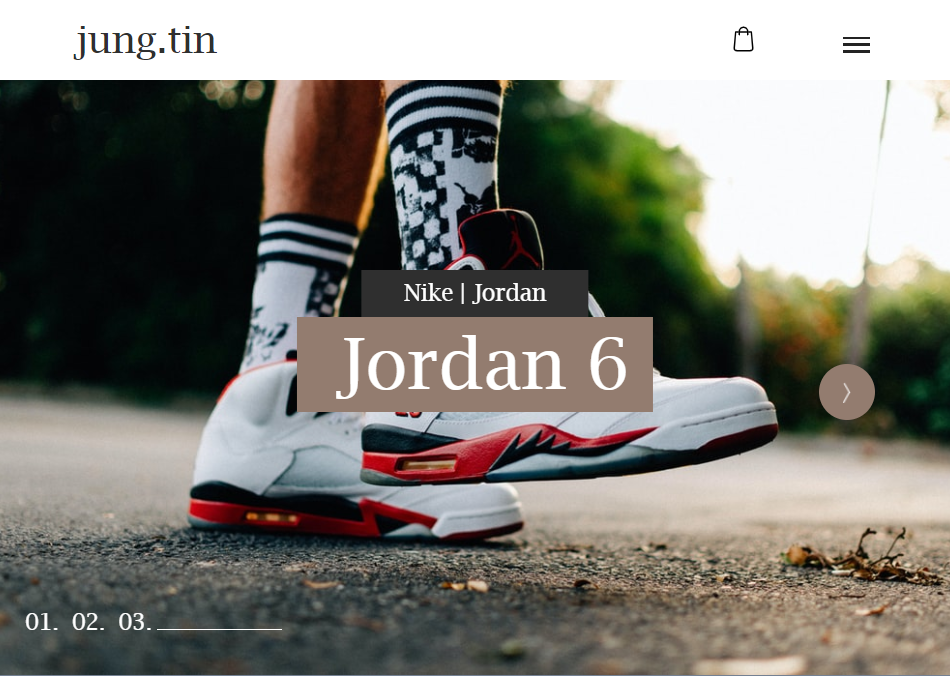 jung.tin
Nike | Jordan
Jordan 6
01. 02. 03.